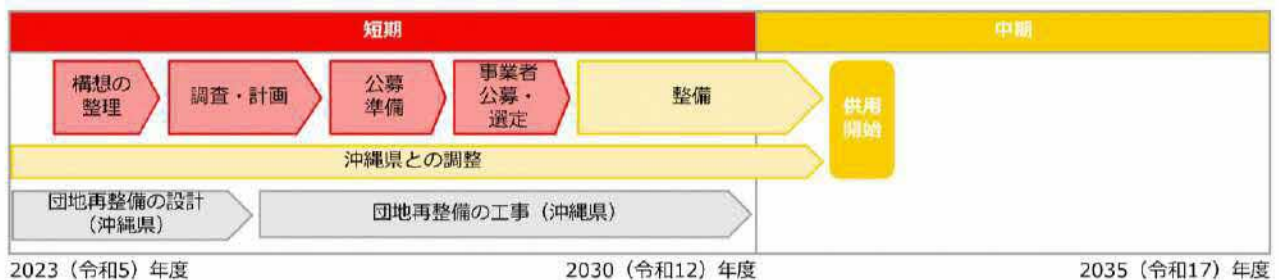 短期
中期
構想の
整理
調査・計画
公募
準備
事業者
公募・
選定
整備
供用
開始
沖縄県との調整
団地再整備の設計
（沖縄県）
団地再整備の工事（沖縄県）
2023（令和5）年度
2030（令和12）年度
2035（令和17）年度